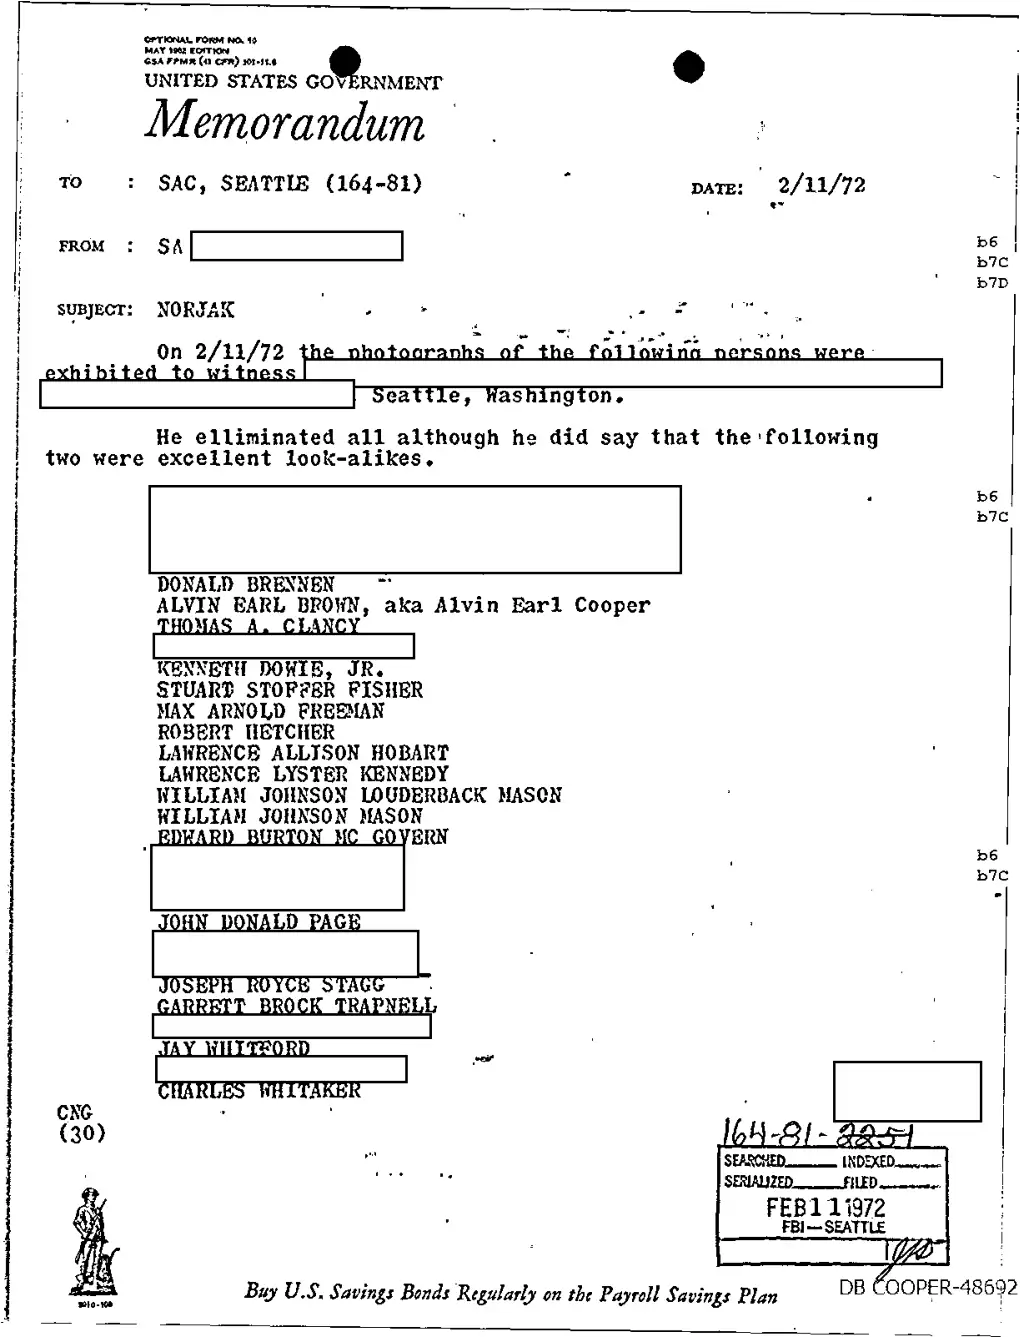 OPTIONAL FORM NO. 10
MAY 1962 EDITION
GSA FPMR (41 CFR) 101-11.6
UNITED STATES GOVERNMENT
Memorandum
TO : SAC, SEATTLE (164-81) DATE: 2/11/72
FROM : SA
b6
b7C
b7D
SUBJECT: NORJAK
On 2/11/72 the photographs of the following persons were
exhibited to witness
Seattle, Washington.
He elliminated all although he did say that the following
two were excellent look-alikes.
b6
b7C
DONALD BRENNEN
ALVIN EARL BROWN, aka Alvin Earl Cooper
THOMAS A. CLANCY
KENNETH DOWIE, JR.
STUART STOFFER FISHER
MAX ARNOLD FREEMAN
ROBERT HETCHER
LAWRENCE ALLISON HOBART
LAWRENCE LYSTER KENNEDY
WILLIAM JOHNSON LOUDERBACK MASON
WILLIAM JOHNSON MASON
EDWARD BURTON MC GOVERN
b6
b7C
JOHN DONALD PAGE
JOSEPH ROYCE STAGG
GARRETT BROCK TRAPNELL
JAY WHITFORD
CHARLES WHITAKER
CNG
(30)
164-81-2251
SEARCHED INDEXED
SERIALIZED FILED
FEB 11 1972
FBI—SEATTLE
5010-108
Buy U.S. Savings Bonds Regularly on the Payroll Savings Plan
DB COOPER-48692